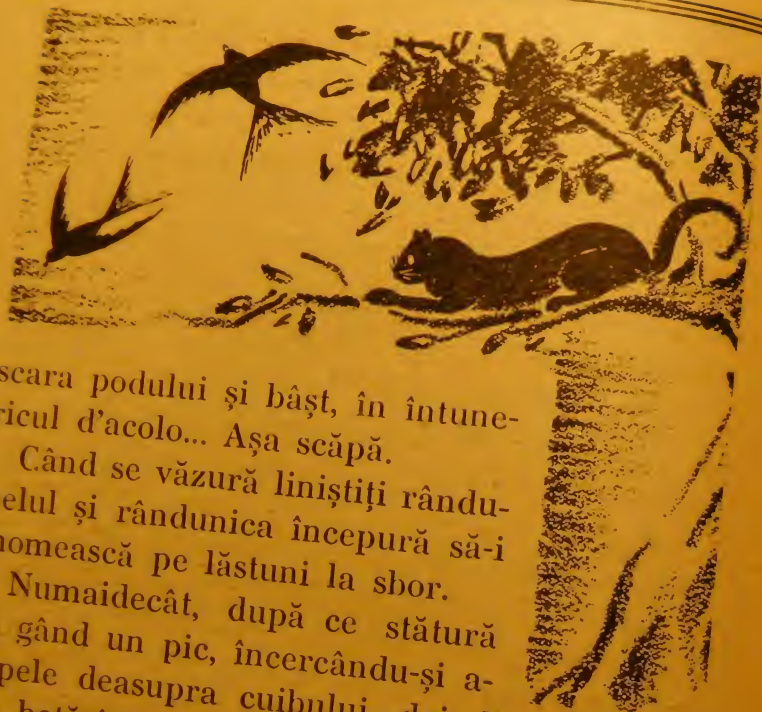 scara podului și bâșt, în întune-
ricul d'acolo... Așa scăpă.
Când se văzură liniștiți rându-
elul și rândunica începură să-i
nomească pe lăstuni la sbor.
Numaidecât, după ce stătură
gând un pic, încercându-și a-
pele deasupra cuibului